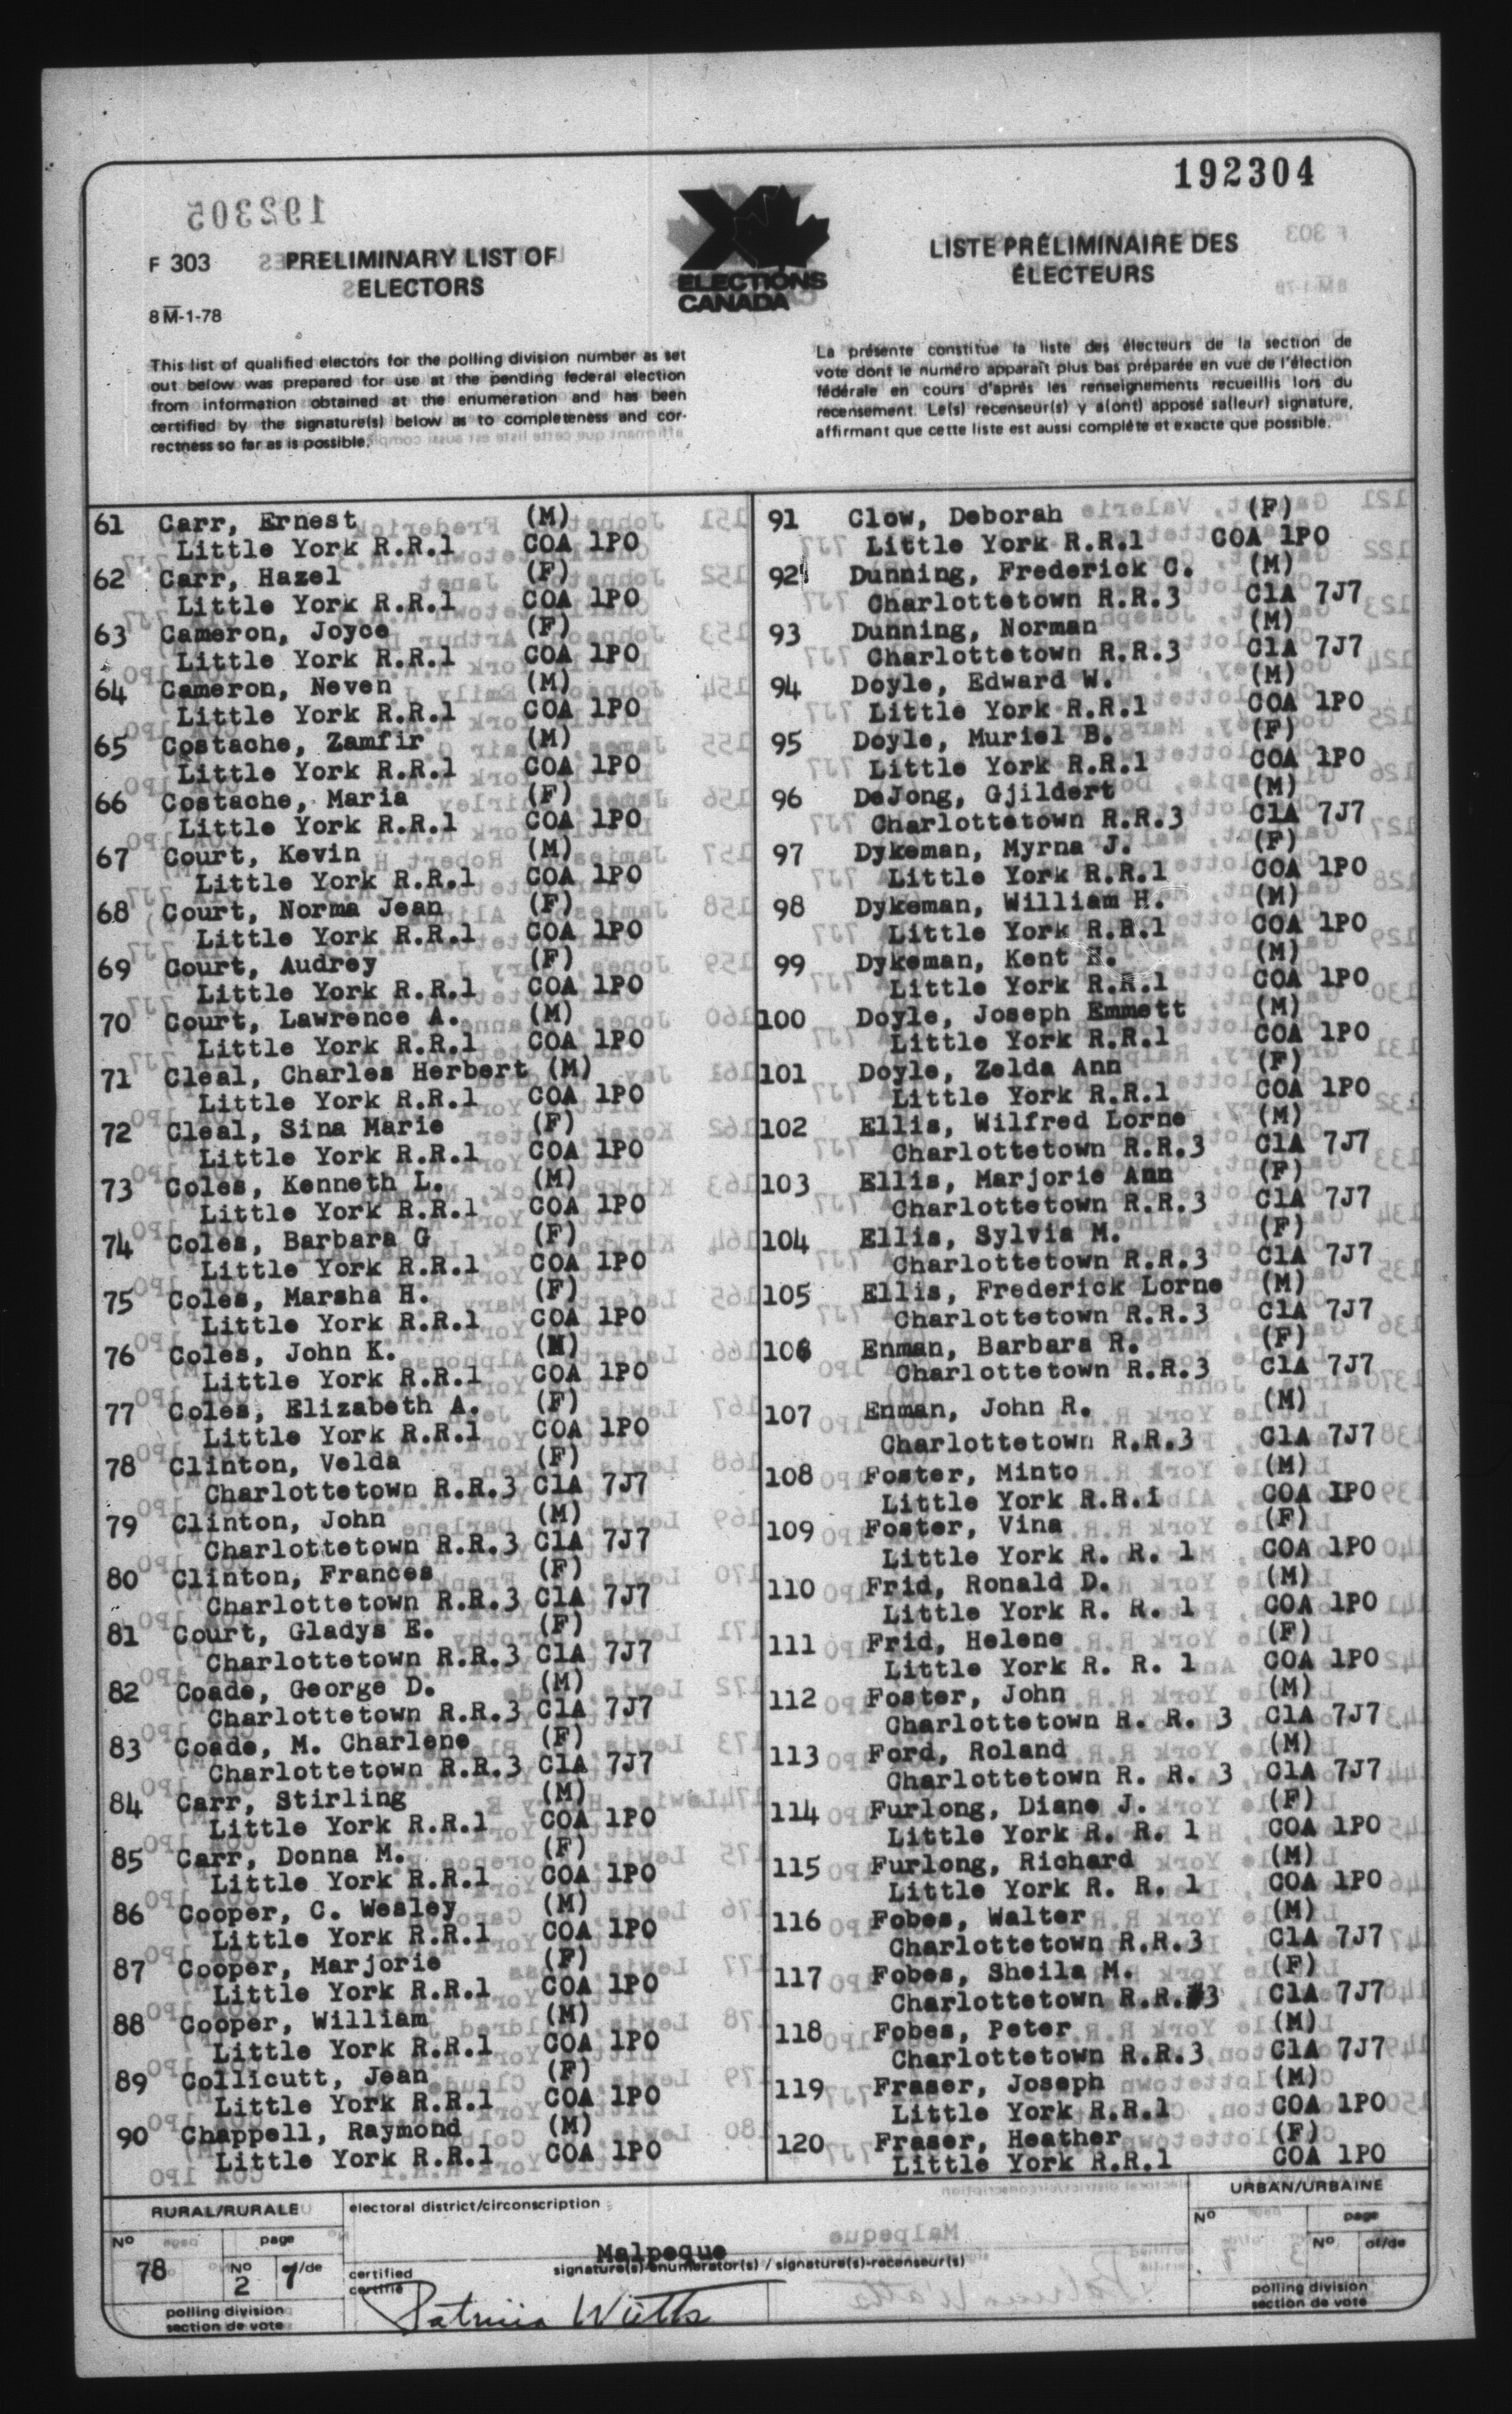 192304
F 303
PRELIMINARY LIST OF
ELECTORS
8M-1-78
ELECTIONS
CANADA
LISTE PRÉLIMINAIRE DES
ÉLECTEURS
This list of qualified electors for the polling division number as set
out below was prepared for use at the pending federal election
from information obtained at the enumeration and has been
certified by the signature(s) below as to completeness and cor-
rectness so far as is possible.
La présente constitue la liste des électeurs de la section de
vote dont le numéro apparaît plus bas préparée en vue de l'élection
fédérale en cours d'après les renseignements recueillis lors du
recensement. Le(s) recenseur(s) y a(ont) apposé sa(leur) signature,
affirmant que cette liste est aussi complète et exacte que possible.
61 Carr, Ernest (M)
Little York R.R.1 COA 1PO
62 Carr, Hazel (F)
Little York R.R.1 COA 1PO
63 Cameron, Joyce (F)
Little York R.R.1 COA 1PO
64 Cameron, Neven (M)
Little York R.R.1 COA 1PO
65 Costache, Zamfir (M)
Little York R.R.1 COA 1PO
66 Costache, Maria (F)
Little York R.R.1 COA 1PO
67 Court, Kevin (M)
Little York R.R.1 COA 1PO
68 Court, Norma Jean (F)
Little York R.R.1 COA 1PO
69 Court, Audrey (F)
Little York R.R.1 COA 1PO
70 Court, Lawrence A. (M)
Little York R.R.1 COA 1PO
71 Cleal, Charles Herbert (M)
Little York R.R.1 COA 1PO
72 Cleal, Sina Marie (F)
Little York R.R.1 COA 1PO
73 Coles, Kenneth L. (M)
Little York R.R.1 COA 1PO
74 Coles, Barbara G (F)
Little York R.R.1 COA 1PO
75 Coles, Marsha H. (F)
Little York R.R.1 COA 1PO
76 Coles, John K. (M)
Little York R.R.1 COA 1PO
77 Coles, Elizabeth A. (F)
Little York R.R.1 COA 1PO
78 Clinton, Velda (F)
Charlottetown R.R.3 C1A 7J7
79 Clinton, John (M)
Charlottetown R.R.3 C1A 7J7
80 Clinton, Frances (F)
Charlottetown R.R.3 C1A 7J7
81 Court, Gladys E. (F)
Charlottetown R.R.3 C1A 7J7
82 Coade, George D. (M)
Charlottetown R.R.3 C1A 7J7
83 Coade, M. Charlene (F)
Charlottetown R.R.3 C1A 7J7
84 Carr, Stirling (M)
Little York R.R.1 COA 1PO
85 Carr, Donna M. (F)
Little York R.R.1 COA 1PO
86 Cooper, C. Wesley (M)
Little York R.R.1 COA 1PO
87 Cooper, Marjorie (F)
Little York R.R.1 COA 1PO
88 Cooper, William (M)
Little York R.R.1 COA 1PO
89 Collicutt, Jean (F)
Little York R.R.1 COA 1PO
90 Chappell, Raymond (M)
Little York R.R.1 COA 1PO
91 Clow, Deborah (F)
Little York R.R.1 COA 1PO
92 Dunning, Frederick C. (M)
Charlottetown R.R.3 C1A 7J7
93 Dunning, Norman (M)
Charlottetown R.R.3 C1A 7J7
94 Doyle, Edward W. (M)
Little York R.R.1 COA 1PO
95 Doyle, Muriel B. (F)
Little York R.R.1 COA 1PO
96 DeJong, Gjildert (M)
Charlottetown R.R.3 C1A 7J7
97 Dykeman, Myrna J. (F)
Little York R.R.1 COA 1PO
98 Dykeman, William H. (M)
Little York R.R.1 COA 1PO
99 Dykeman, Kent H. (M)
Little York R.R.1 COA 1PO
100 Doyle, Joseph Emmett (M)
Little York R.R.1 COA 1PO
101 Doyle, Zelda Ann (F)
Little York R.R.1 COA 1PO
102 Ellis, Wilfred Lorne (M)
Charlottetown R.R.3 C1A 7J7
103 Ellis, Marjorie Ann (F)
Charlottetown R.R.3 C1A 7J7
104 Ellis, Sylvia M. (F)
Charlottetown R.R.3 C1A 7J7
105 Ellis, Frederick Lorne (M)
Charlottetown R.R.3 C1A 7J7
106 Enman, Barbara R. (F)
Charlottetown R.R.3 C1A 7J7
107 Enman, John R. (M)
Charlottetown R.R.3 C1A 7J7
108 Foster, Minto (M)
Little York R.R.1 COA 1PO
109 Foster, Vina (F)
Little York R. R. 1 COA 1PO
110 Frid, Ronald D. (M)
Little York R. R. 1 COA 1PO
111 Frid, Helene (F)
Little York R. R. 1 COA 1PO
112 Foster, John (M)
Charlottetown R. R. 3 C1A 7J7
113 Ford, Roland (M)
Charlottetown R. R. 3 C1A 7J7
114 Furlong, Diane J. (F)
Little York R. R. 1 COA 1PO
115 Furlong, Richard (M)
Little York R. R. 1 COA 1PO
116 Fobes, Walter (M)
Charlottetown R.R.3 C1A 7J7
117 Fobes, Sheila M. (F)
Charlottetown R.R.#3 C1A 7J7
118 Fobes, Peter (M)
Charlottetown R.R.3 C1A 7J7
119 Fraser, Joseph (M)
Little York R.R.1 COA 1PO
120 Fraser, Heather (F)
Little York R.R.1 COA 1PO
RURAL/RURALE
No
78
page
No
2
of/de
7
polling division
section de vote
electoral district/circonscription
Malpeque
signature(s)-enumerator(s) / signature(s)-recenseur(s)
certified
certifié
Patricia Watts
URBAN/URBAINE
No
page
No
of/de
polling division
section de vote